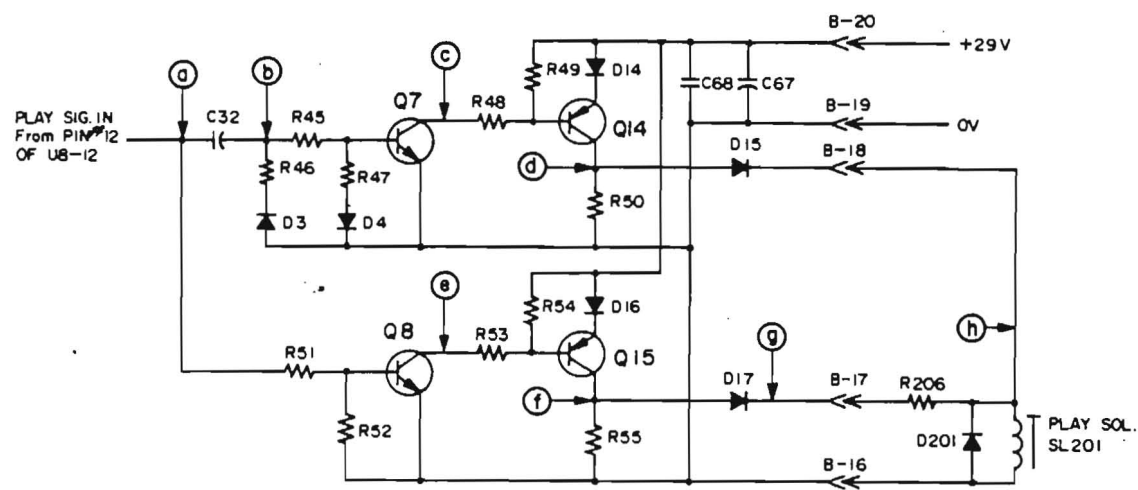 B-20
+29V
a
b
c
R49
D14
C68
C67
PLAY SIG. IN
From PIN#12
OF U8-12
C32
R45
Q7
R48
Q14
B-19
0V
D15
B-18
R46
R47
d
D3
D4
R50
e
R54
D16
h
Q8
R53
Q15
g
R51
D17
B-17
R206
f
R52
R55
D201
PLAY SOL.
SL201
B-16